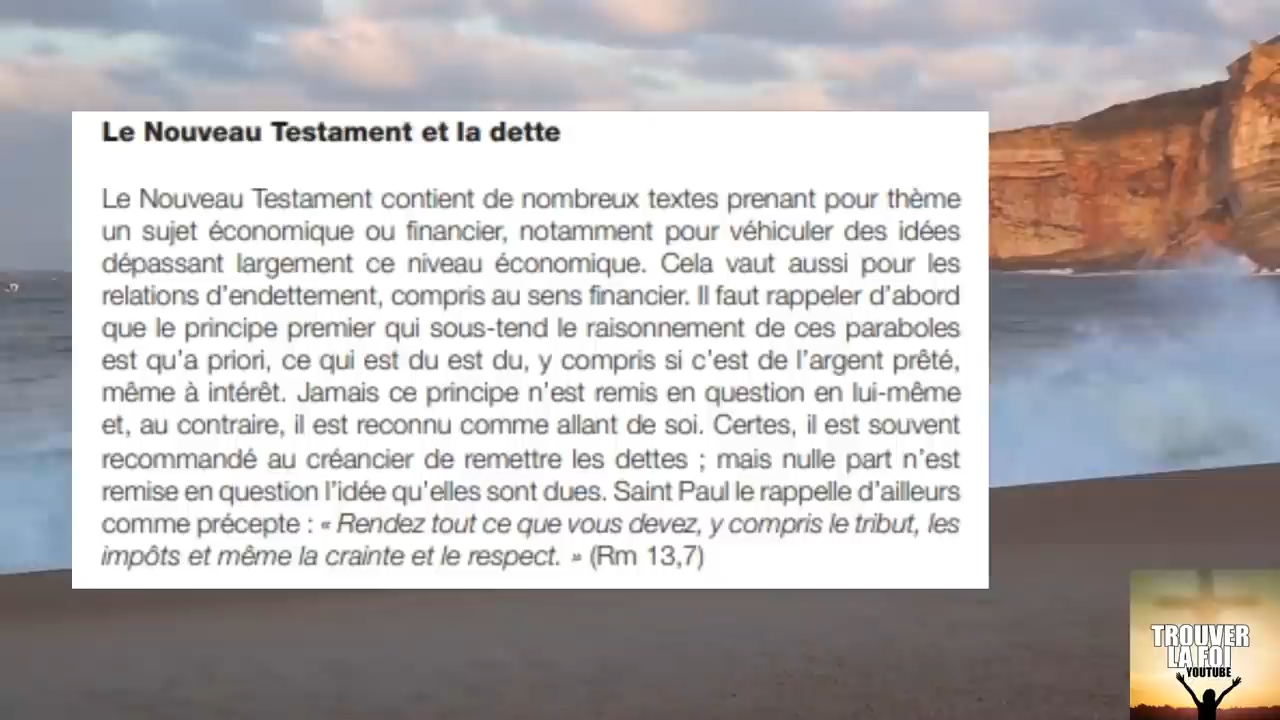 Le Nouveau Testament et la dette
Le Nouveau Testament contient de nombreux textes prenant pour thème
un sujet économique ou financier, notamment pour véhiculer des idées
dépassant largement ce niveau économique. Cela vaut aussi pour les
relations d'endettement, compris au sens financier. Il faut rappeler d'abord
que le principe premier qui sous-tend le raisonnement de ces paraboles
est qu'a priori, ce qui est du est du, y compris si c'est de l'argent prêté,
même à intérêt. Jamais ce principe n'est remis en question en lui-même
et, au contraire, il est reconnu comme allant de soi. Certes, il est souvent
recommandé au créancier de remettre les dettes ; mais nulle part n'est
remise en question l'idée qu'elles sont dues. Saint Paul le rappelle d'ailleurs
comme précepte : « Rendez tout ce que vous devez, y compris le tribut, les
impôts et même la crainte et le respect. » (Rm 13,7)
TROUVER
LA FOI
YOUTUBE